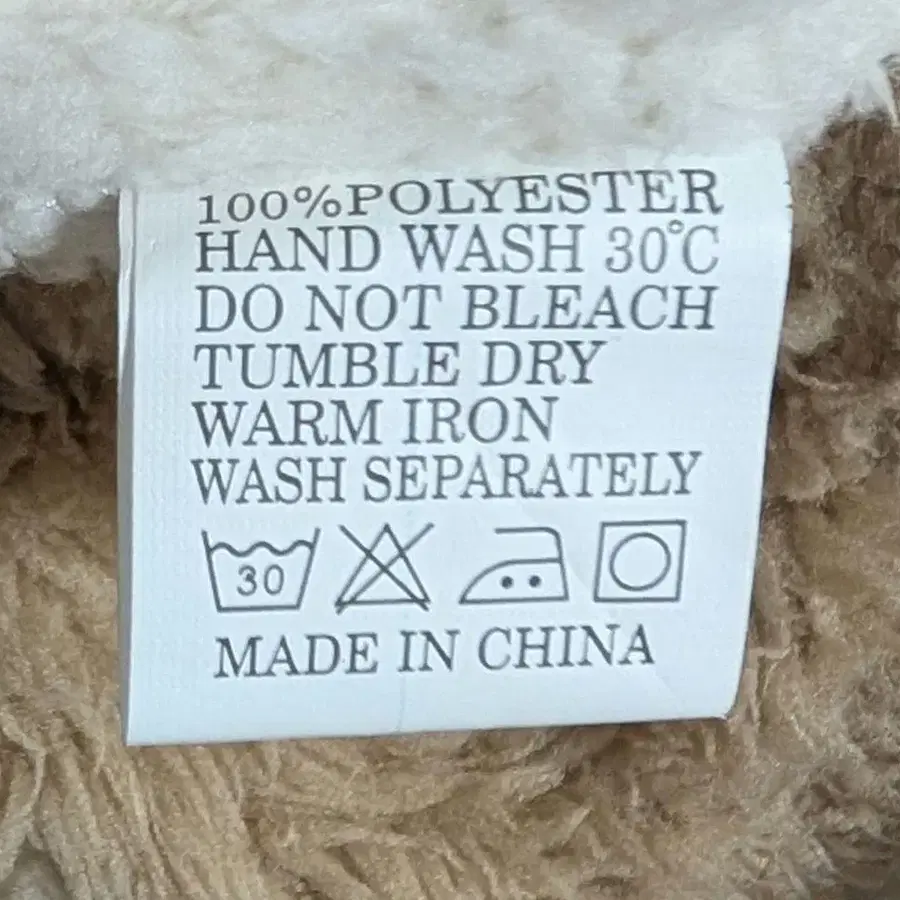 100%POLYESTER
HAND WASH 30°C
DO NOT BLEACH
TUMBLE DRY
WARM IRON
WASH SEPARATELY
30
MADE IN CHINA